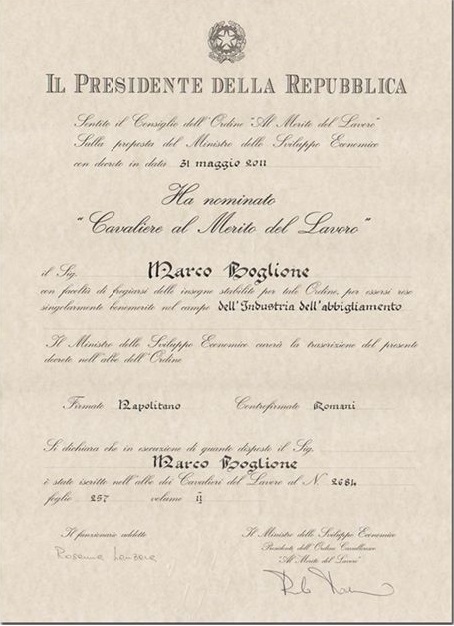 IL PRESIDENTE DELLA REPUBBLICA
Sentito il Consiglio dell'Ordine "Al Merito del Lavoro"
Sulla proposta del Ministro dello Sviluppo Economico
con decreto in data 31 maggio 2011
Ha nominato
"Cavaliere al Merito del Lavoro"
il Sig. Marco Boglione
con facoltà di fregiarsi delle insegne stabilite per tale Ordine, per essersi reso
singolarmente benemerito nel campo dell'Industria dell'abbigliamento
Il Ministro dello Sviluppo Economico curerà la trascrizione del presente
decreto nell'albo dell'Ordine
Firmato Napolitano Controfirmato Romani
Si dichiara che in esecuzione di quanto disposto il Sig.
Marco Boglione
è stato iscritto nell'albo dei Cavalieri del Lavoro al N. 2684
foglio 257 volume II
Il funzionario addetto
Il Ministro dello Sviluppo Economico
Presidente dell'Ordine Cavalleresco
"Al Merito del Lavoro"